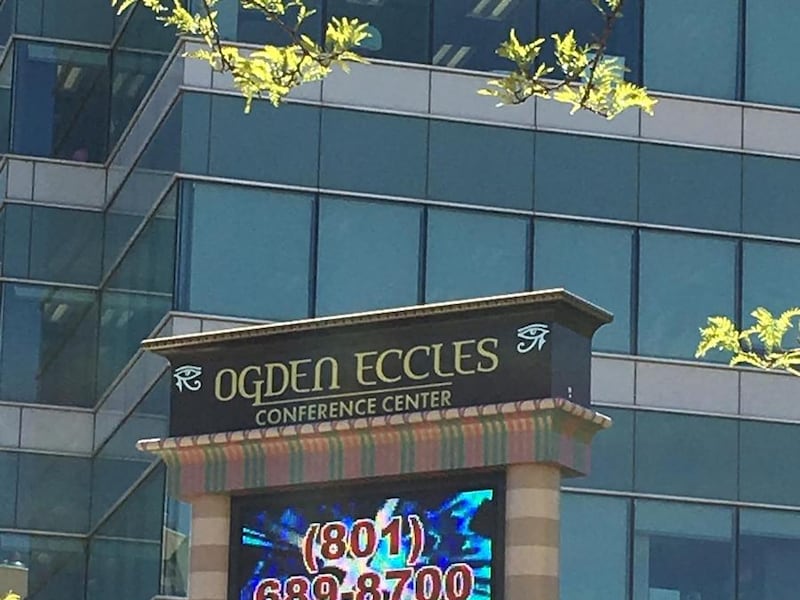 OGDEN ECCLES
CONFERENCE CENTER
(801)
689-8700